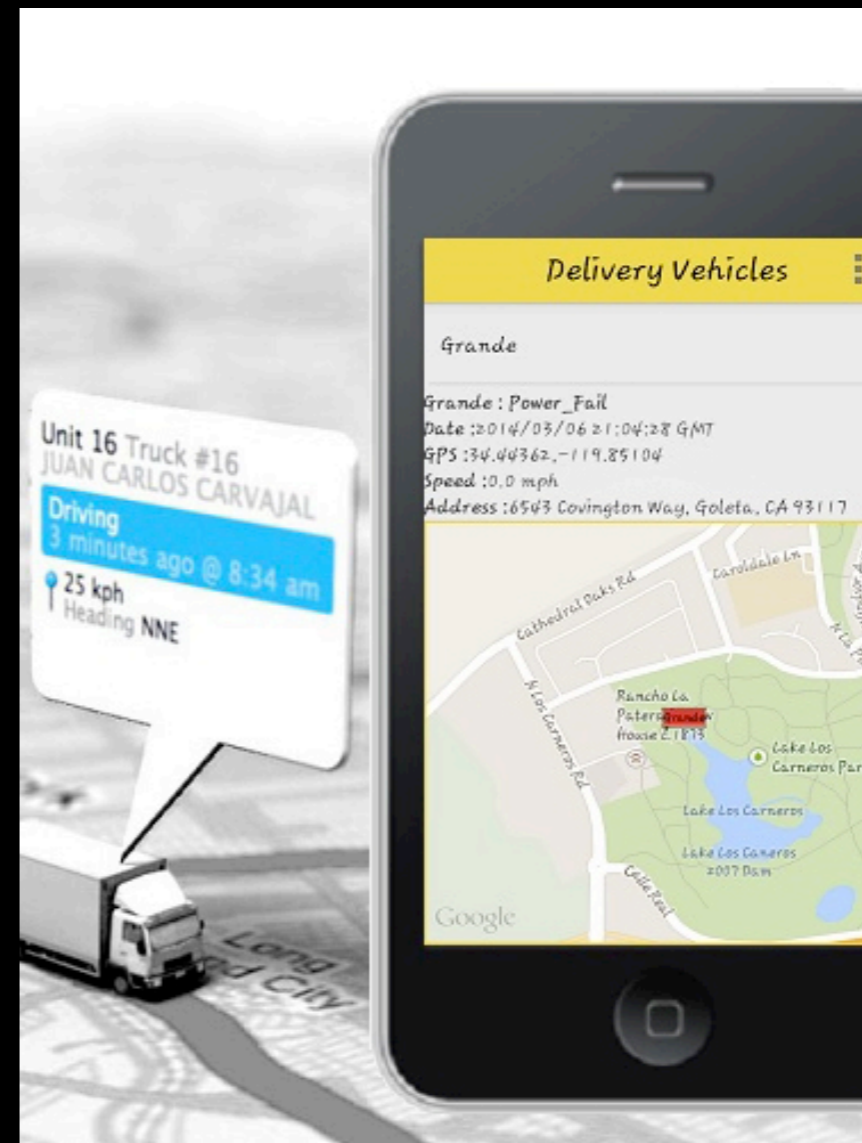 Unit 16 Truck #16
JUAN CARLOS CARVAJAL
Driving
3 minutes ago @ 8:34 am
25 kph
Heading NNE
Long
City
Delivery Vehicles
Grande
Grande : Power_Fail
Date :2014/03/06 21:04:28 GMT
GPS :34.44362,-119.85104
Speed :0.0 mph
Address :6543 Covington Way, Goleta, CA 93117
Cathedral Oaks Rd
Caroldale Ln
N La P
N Los Carneros Rd
Rancho La
Patera
Grande
House C.1873
Lake Los
Carneros Par
Lake Los Carneros
Lake Los Caneros
2007 Dam
Calle Real
Google